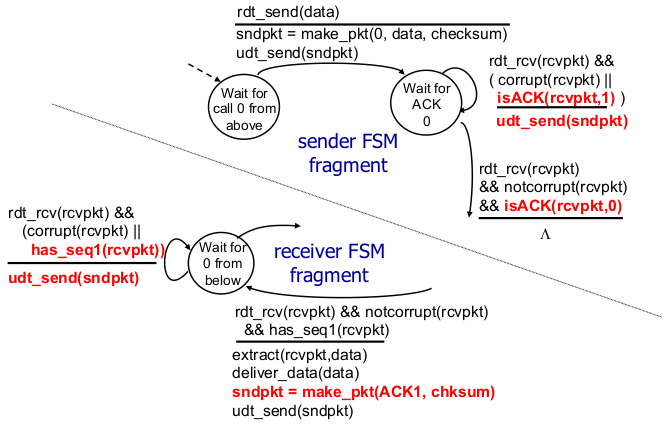 rdt_send(data)
sndpkt = make_pkt(0, data, checksum)
udt_send(sndpkt)
Wait for
call 0 from
above
Wait for
ACK
0
rdt_rcv(rcvpkt) &&
( corrupt(rcvpkt) ||
isACK(rcvpkt,1) )
udt_send(sndpkt)
sender FSM
fragment
rdt_rcv(rcvpkt)
&& notcorrupt(rcvpkt)
&& isACK(rcvpkt,0)
Λ
rdt_rcv(rcvpkt) &&
(corrupt(rcvpkt) ||
has_seq1(rcvpkt))
udt_send(sndpkt)
Wait for
0 from
below
receiver FSM
fragment
rdt_rcv(rcvpkt) && notcorrupt(rcvpkt)
&& has_seq1(rcvpkt)
extract(rcvpkt,data)
deliver_data(data)
sndpkt = make_pkt(ACK1, chksum)
udt_send(sndpkt)